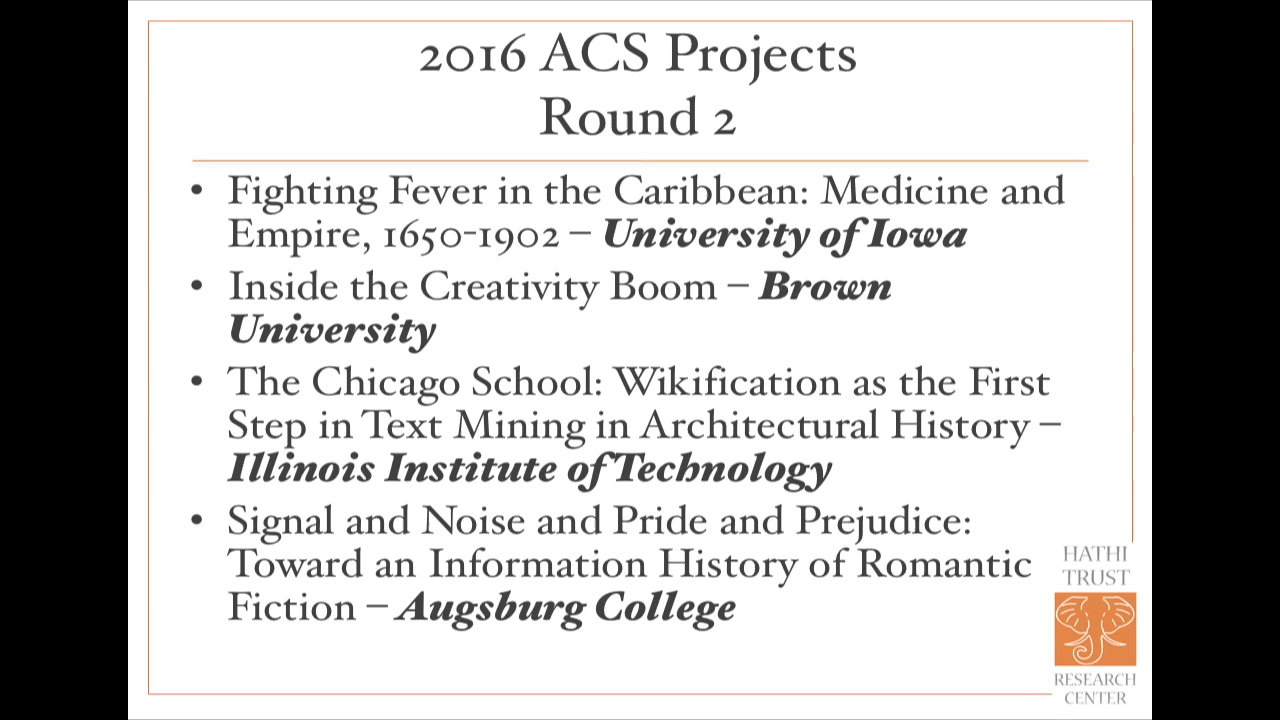 2016 ACS Projects
Round 2
• Fighting Fever in the Caribbean: Medicine and
Empire, 1650-1902 – University of Iowa
• Inside the Creativity Boom – Brown
University
• The Chicago School: Wikification as the First
Step in Text Mining in Architectural History –
Illinois Institute of Technology
• Signal and Noise and Pride and Prejudice:
Toward an Information History of Romantic
Fiction – Augsburg College
HATHI
TRUST
RESEARCH
CENTER